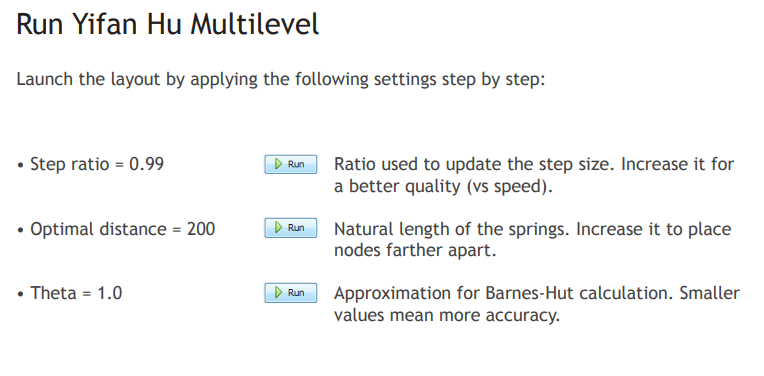 Run Yifan Hu Multilevel
Launch the layout by applying the following settings step by step:
• Step ratio = 0.99
Run
Ratio used to update the step size. Increase it for
a better quality (vs speed).
• Optimal distance = 200
Run
Natural length of the springs. Increase it to place
nodes farther apart.
• Theta = 1.0
Run
Approximation for Barnes-Hut calculation. Smaller
values mean more accuracy.